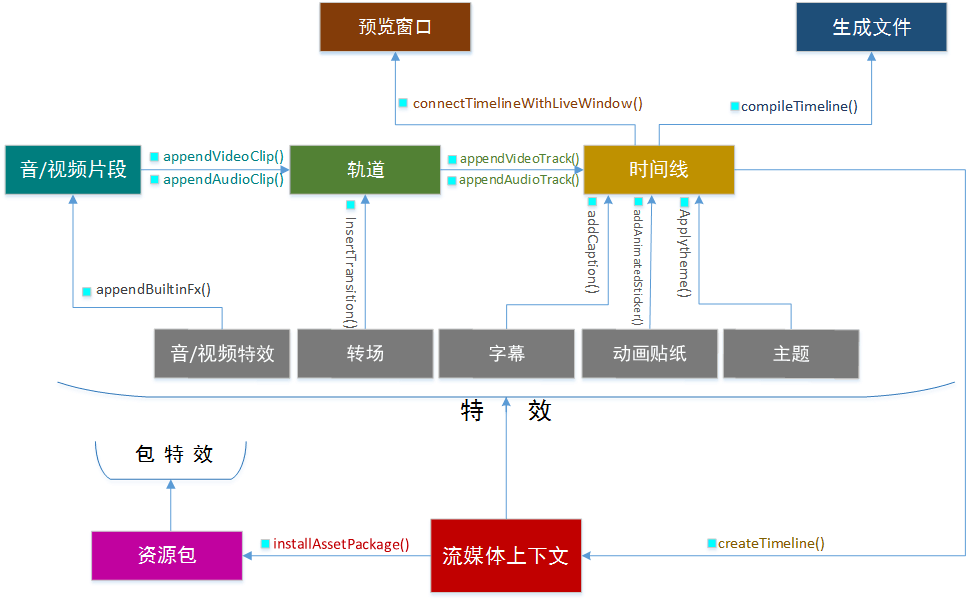 预览窗口
生成文件
connectTimelineWithLiveWindow()
compileTimeline()
音/视频片段
appendVideoClip()
appendAudioClip()
轨道
appendVideoTrack()
appendAudioTrack()
时间线
InsertTransition()
addCaption()
addAnimatedSticker()
Applytheme()
appendBuiltinFx()
音/视频特效
转场
字幕
动画贴纸
主题
特 效
包 特 效
资源包
installAssetPackage()
流媒体上下文
createTimeline()